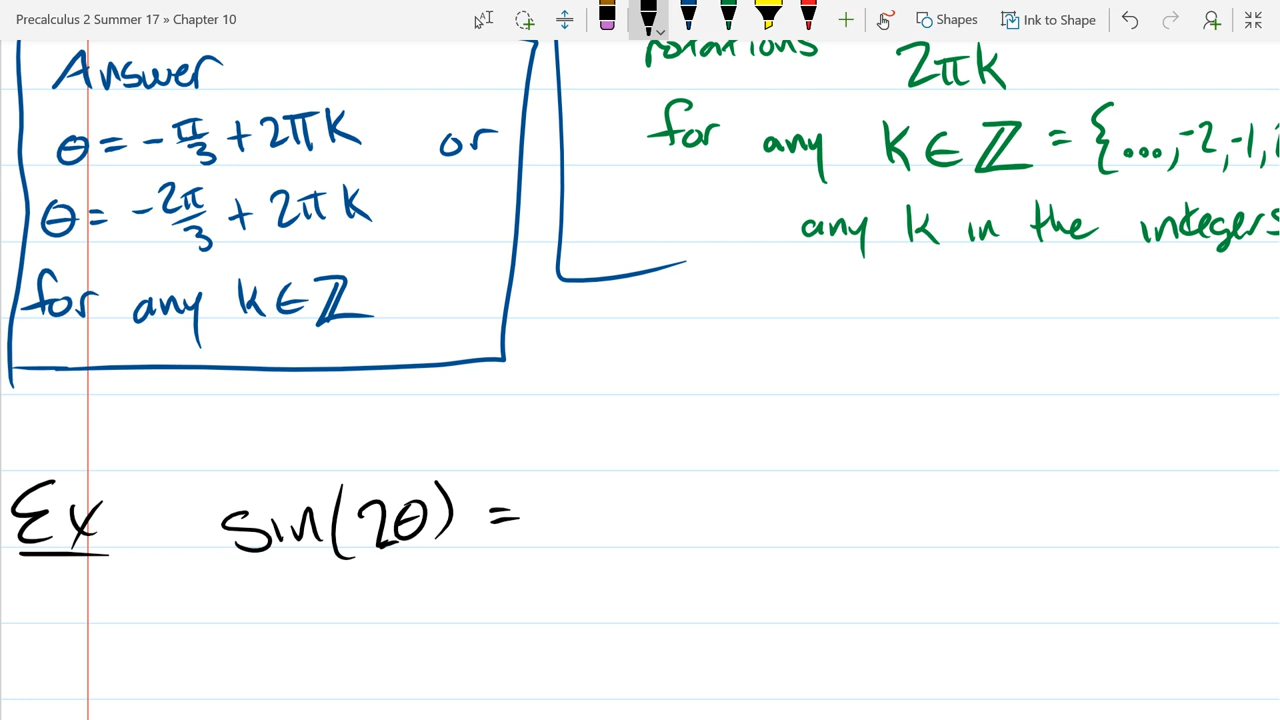 Precalculus 2 Summer 17 » Chapter 10
Shapes
Ink to Shape
Answer
θ = -π/3 + 2πk or
θ = -2π/3 + 2πk
for any k ∈ ℤ
rotations 2πk
for any k ∈ ℤ = {..., -2, -1,
any k in the integers
Ex sin(2θ) =